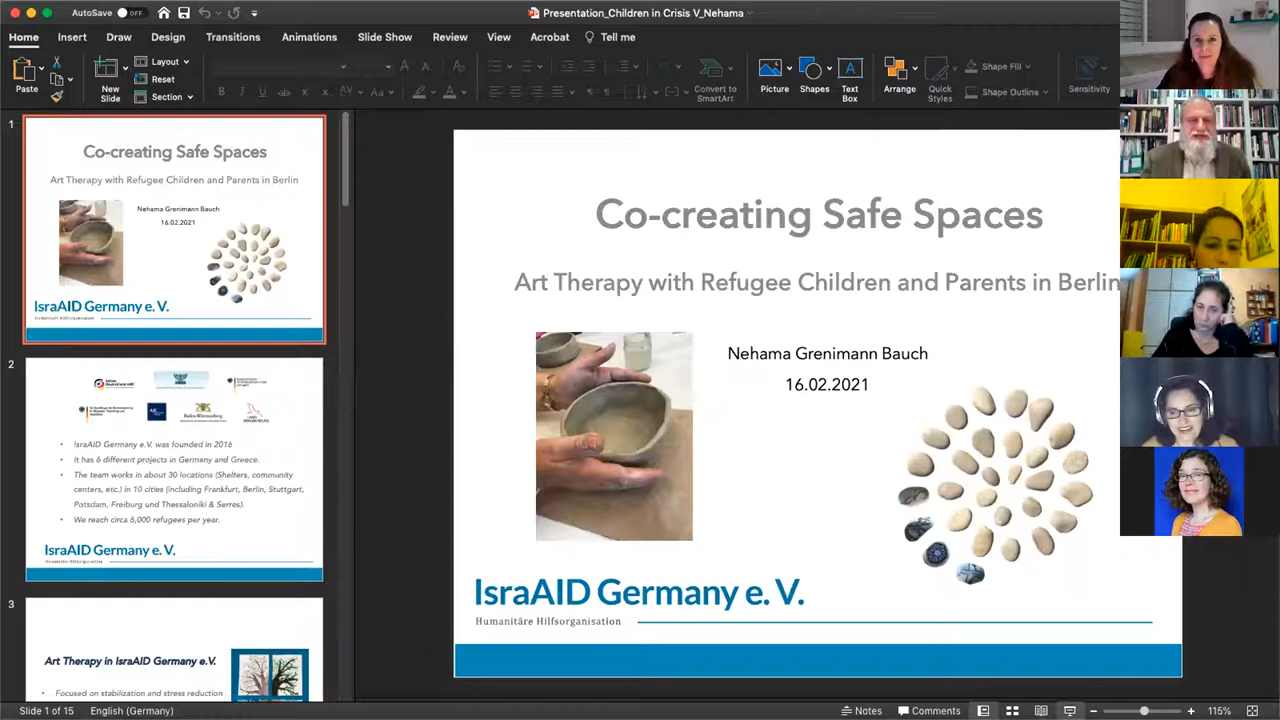 AutoSave OFF
Presentation_Children in Crisis V_Nehama
Home Insert Draw Design Transitions Animations Slide Show Review View Acrobat Tell me
Paste
New Slide
Layout
Reset
Section
B I U
Convert to SmartArt
Picture
Shapes
Text Box
Arrange
Quick Styles
Shape Fill
Shape Outline
Sensitivity
1
Co-creating Safe Spaces
Art Therapy with Refugee Children and Parents in Berlin
Nehama Grenimann Bauch
16.02.2021
IsraAID Germany e. V.
2
• IsraAID Germany e.V. was founded in 2016
• It has 6 different projects in Germany and Greece.
• The team works in about 30 locations (Shelters, community
centers, etc.) in 10 cities (including Frankfurt, Berlin, Stuttgart,
Potsdam, Freiburg und Thessaloniki & Serres).
• We reach circa 6,000 refugees per year.
IsraAID Germany e. V.
3
Art Therapy in IsraAID Germany e.V.
• Focused on stabilization and stress reduction
Co-creating Safe Spaces
Art Therapy with Refugee Children and Parents in Berlin
Nehama Grenimann Bauch
16.02.2021
IsraAID Germany e. V.
Humanitäre Hilfsorganisation
Slide 1 of 15 English (Germany)
Notes Comments 115%